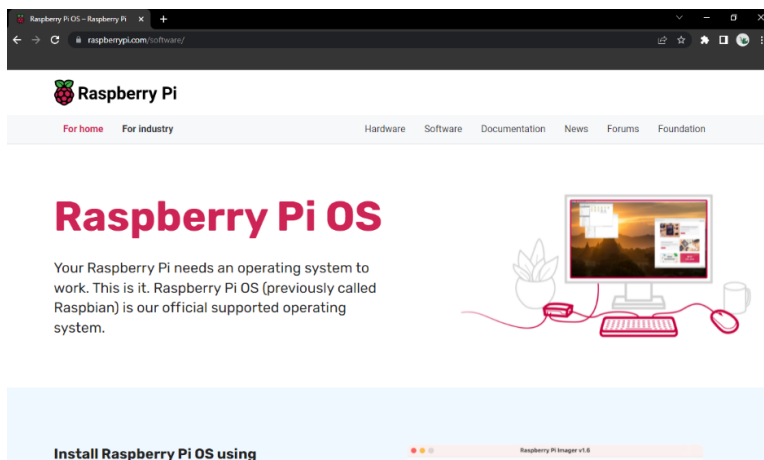 Raspberry Pi OS – Raspberry Pi
raspberrypi.com/software/
Raspberry Pi
For home For industry Hardware Software Documentation News Forums Foundation
Raspberry Pi OS
Your Raspberry Pi needs an operating system to
work. This is it. Raspberry Pi OS (previously called
Raspbian) is our official supported operating
system.
Install Raspberry Pi OS using
Raspberry Pi Imager v1.8